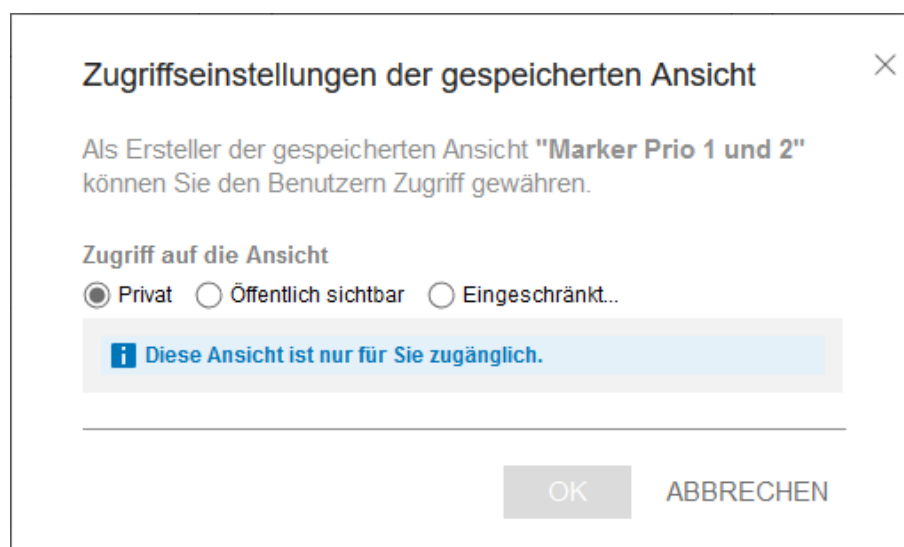 Zugriffseinstellungen der gespeicherten Ansicht
Als Ersteller der gespeicherten Ansicht "Marker Prio 1 und 2"
können Sie den Benutzern Zugriff gewähren.
Zugriff auf die Ansicht
Privat Öffentlich sichtbar Eingeschränkt...
Diese Ansicht ist nur für Sie zugänglich.
OK ABBRECHEN